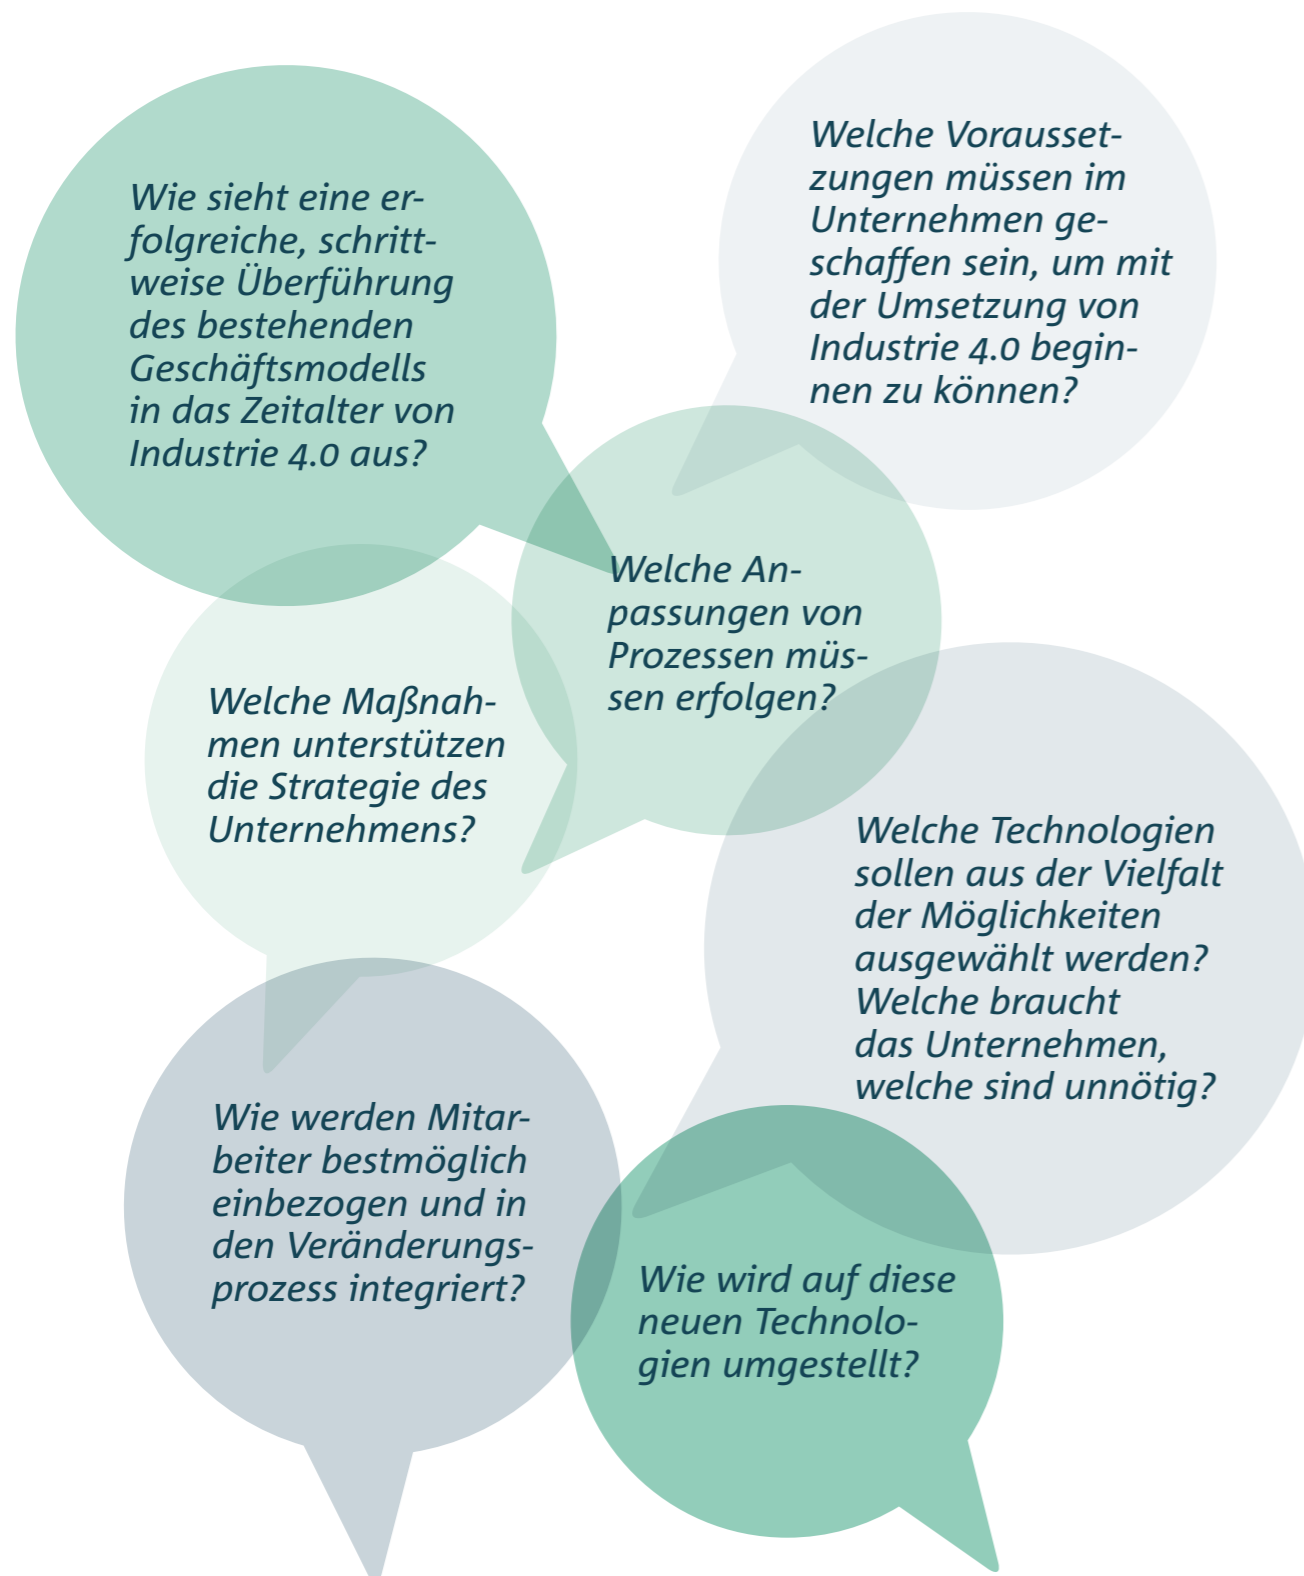 Wie sieht eine er-
folgreiche, schritt-
weise Überführung
des bestehenden
Geschäftsmodells
in das Zeitalter von
Industrie 4.0 aus?
Welche Vorausset-
zungen müssen im
Unternehmen ge-
schaffen sein, um mit
der Umsetzung von
Industrie 4.0 begin-
nen zu können?
Welche An-
passungen von
Prozessen müs-
sen erfolgen?
Welche Maßnah-
men unterstützen
die Strategie des
Unternehmens?
Welche Technologien
sollen aus der Vielfalt
der Möglichkeiten
ausgewählt werden?
Welche braucht
das Unternehmen,
welche sind unnötig?
Wie werden Mitar-
beiter bestmöglich
einbezogen und in
den Veränderungs-
prozess integriert?
Wie wird auf diese
neuen Technolo-
gien umgestellt?